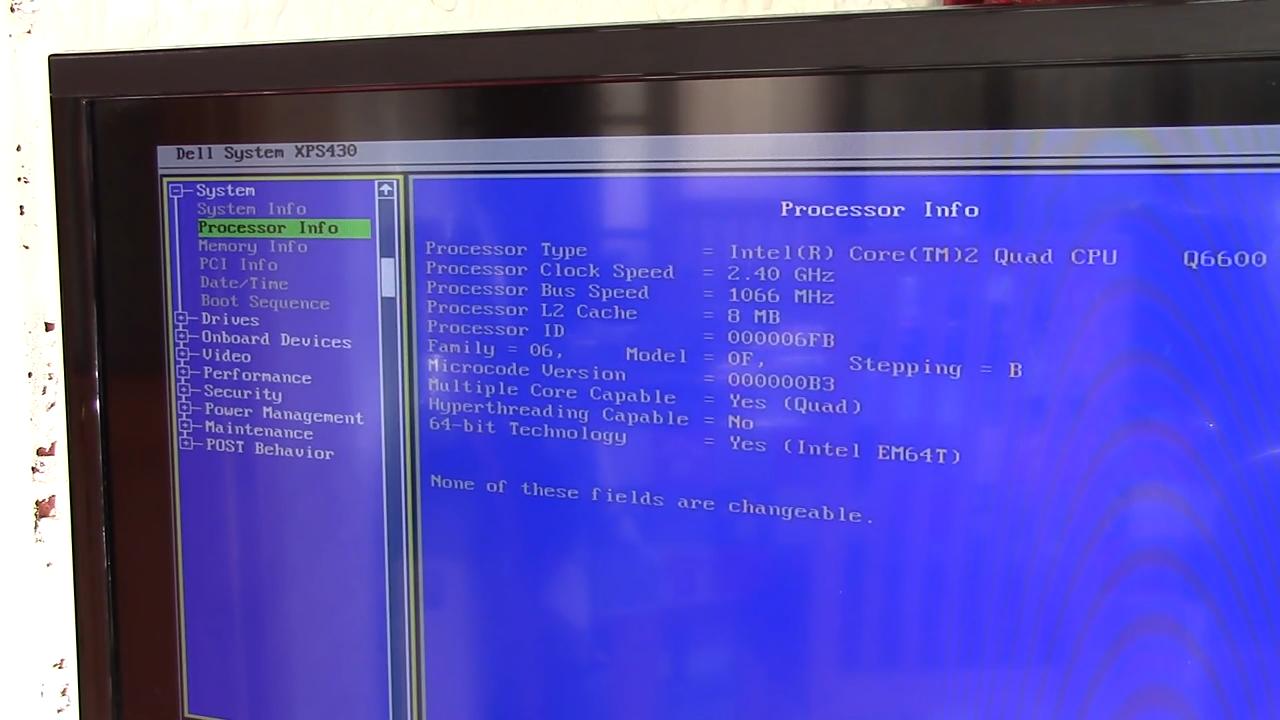 Dell System XPS430
System
System Info
Processor Info
Memory Info
PCI Info
Date/Time
Boot Sequence
Drives
Onboard Devices
Video
Performance
Security
Power Management
Maintenance
POST Behavior
Processor Info
Processor Type = Intel(R) Core(TM)2 Quad CPU Q6600
Processor Clock Speed = 2.40 GHz
Processor Bus Speed = 1066 MHz
Processor L2 Cache = 8 MB
Processor ID = 000006FB
Family = 06, Model = 0F, Stepping = B
Microcode Version = 000000B3
Multiple Core Capable = Yes (Quad)
Hyperthreading Capable = No
64-bit Technology = Yes (Intel EM64T)
None of these fields are changeable.